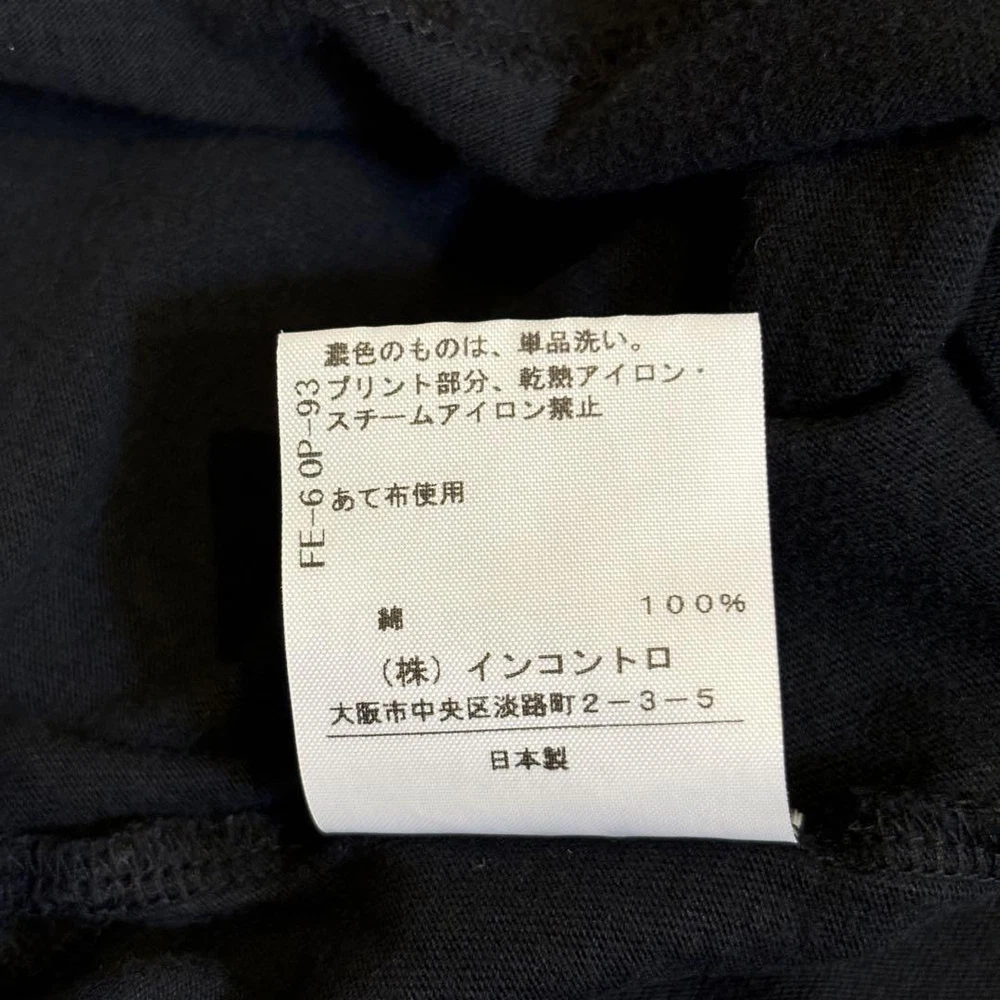 濃色のものは、単品洗い。
プリント部分、乾熱アイロン・
スチームアイロン禁止
あて布使用
FE-60P-93
綿 100%
(株) インコントロ
大阪市中央区淡路町2-3-5
日本製